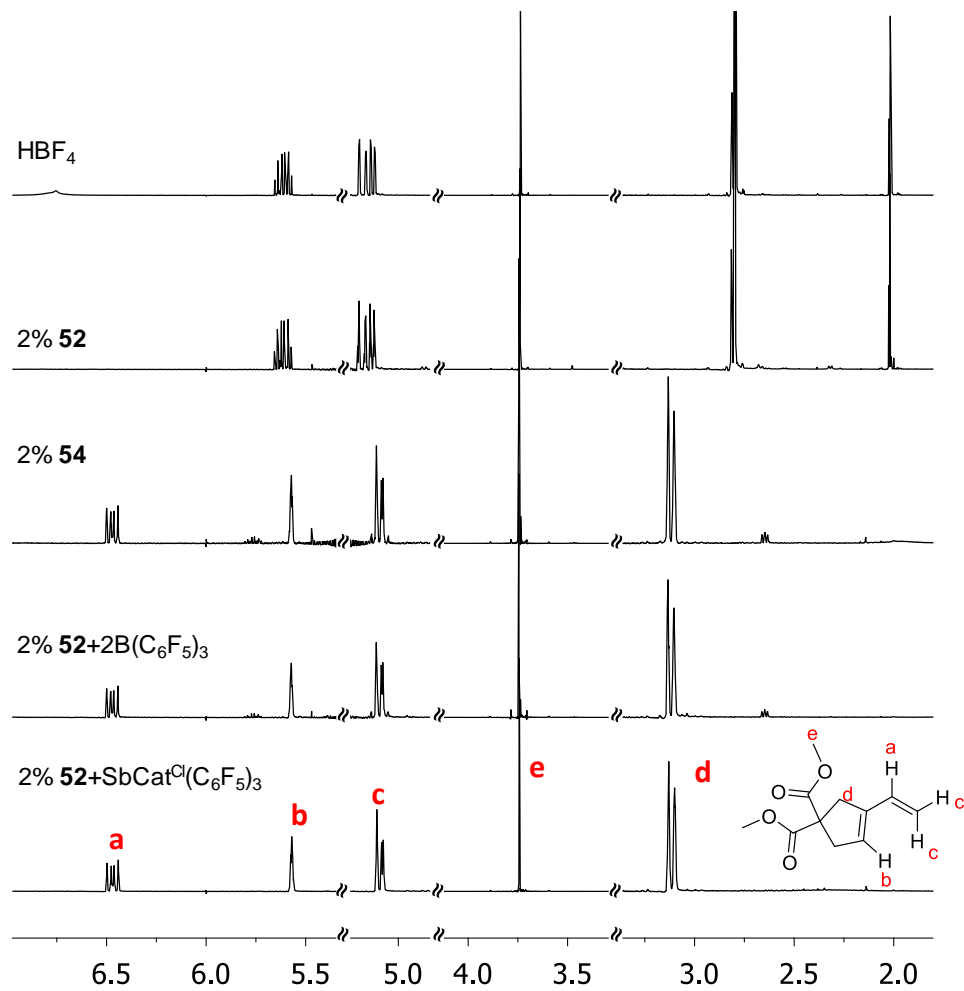 HBF4
2% 52
2% 54
2% 52+2B(C6F5)3
2% 52+SbCatCl(C6F5)3
a
b
c
e
d
e
O
O
O
O
d
a
H
H c
H
c
H
b
6.5 6.0 5.5 5.0 4.0 3.5 3.0 2.5 2.0